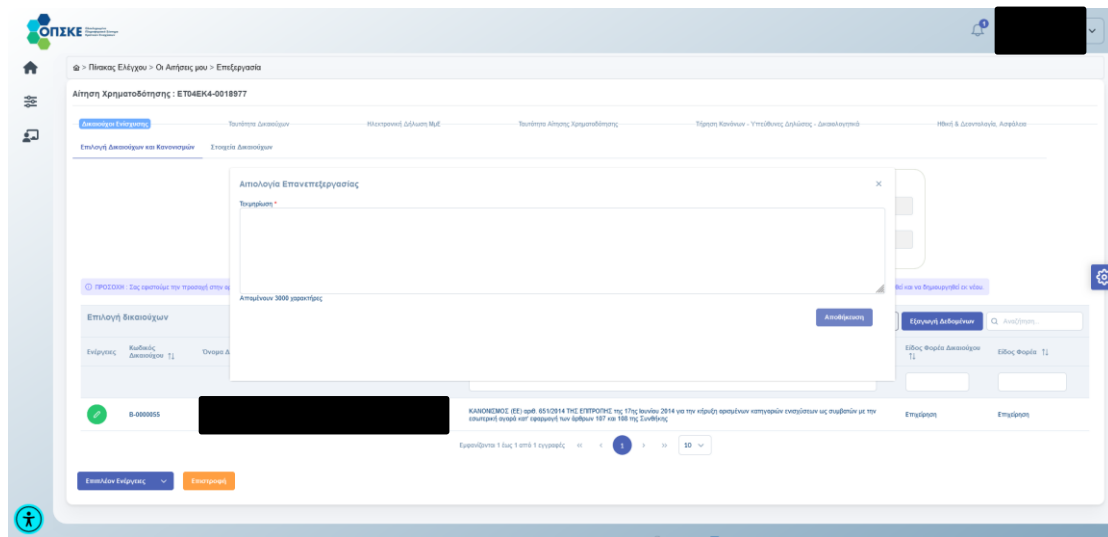 ΟΠΣΚΕ
> Πίνακας Ελέγχου > Οι Αιτήσεις μου > Επεξεργασία
Αίτηση Χρηματοδότησης : ET04EK4-0018977
Δικαιούχοι Ενίσχυσης Ταυτότητα Δικαιούχων Ηλεκτρονική Δήλωση ΜμΕ Ταυτότητα Αίτησης Χρηματοδότησης Τήρηση Κανόνων - Υπεύθυνες Δηλώσεις - Δικαιολογητικά Ηθική & Δεοντολογία, Ασφάλεια
Επιλογή Δικαιούχων και Κανονισμών Στοιχεία Δικαιούχων
Αιτιολογία Επανεπεξεργασίας
Τεκμηρίωση *
ΠΡΟΣΟΧΗ : Σας εφιστούμε την προσοχή στην θεί και να δημιουργηθεί εκ νέου.
Απομένουν 3000 χαρακτήρες
Αποθήκευση
Επιλογή δικαιούχων Εξαγωγή Δεδομένων Αναζήτηση...
Ενέργειες Κωδικός Δικαιούχου Όνομα Δ Είδος Φορέα Δικαιούχου Είδος Φορέα
B-0000055 ΚΑΝΟΝΙΣΜΟΣ (ΕΕ) αριθ. 651/2014 ΤΗΣ ΕΠΙΤΡΟΠΗΣ της 17ης Ιουνίου 2014 για την κήρυξη ορισμένων κατηγοριών ενισχύσεων ως συμβατών με την Επιχείρηση Επιχείρηση
εσωτερική αγορά κατ' εφαρμογή των άρθρων 107 και 108 της Συνθήκης
Εμφανίζονται 1 έως 1 από 1 εγγραφές 1 10
Επιπλέον Ενέργειες Επιστροφή